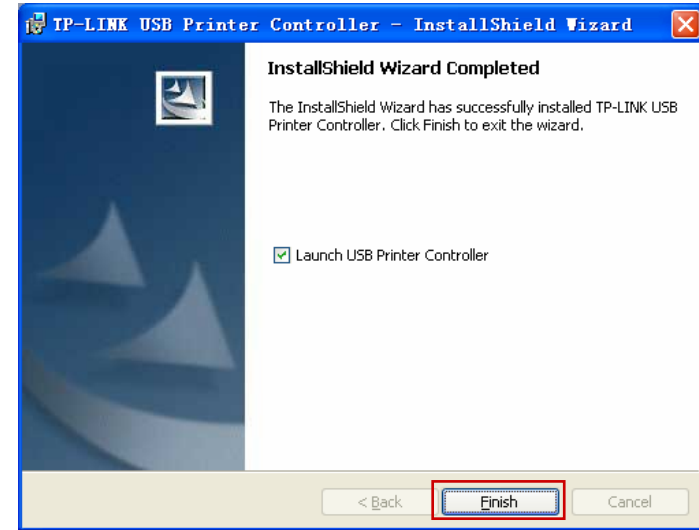 TP-LINK USB Printer Controller - InstallShield Wizard
InstallShield Wizard Completed
The InstallShield Wizard has successfully installed TP-LINK USB
Printer Controller. Click Finish to exit the wizard.
Launch USB Printer Controller
< Back
Finish
Cancel